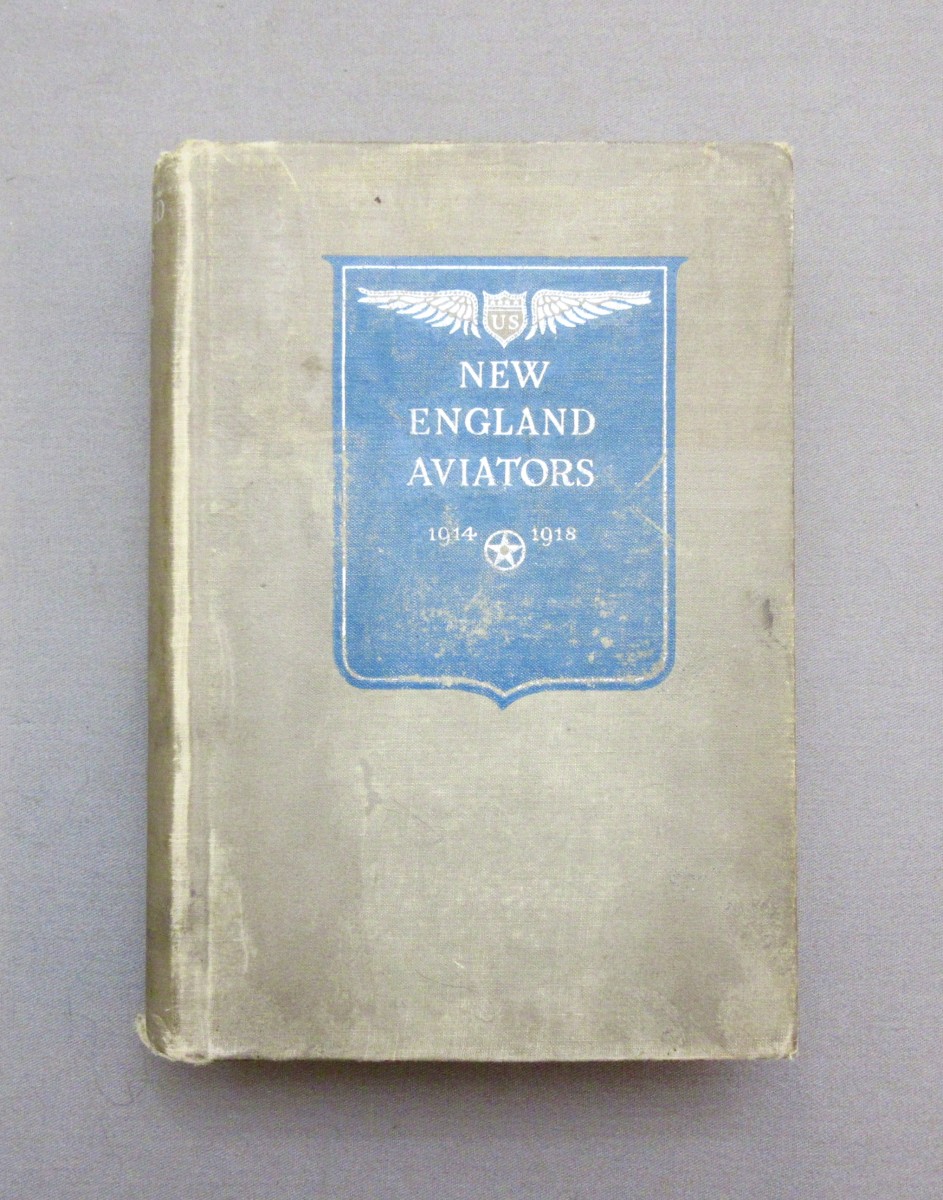 US
NEW
ENGLAND
AVIATORS
1914 1918